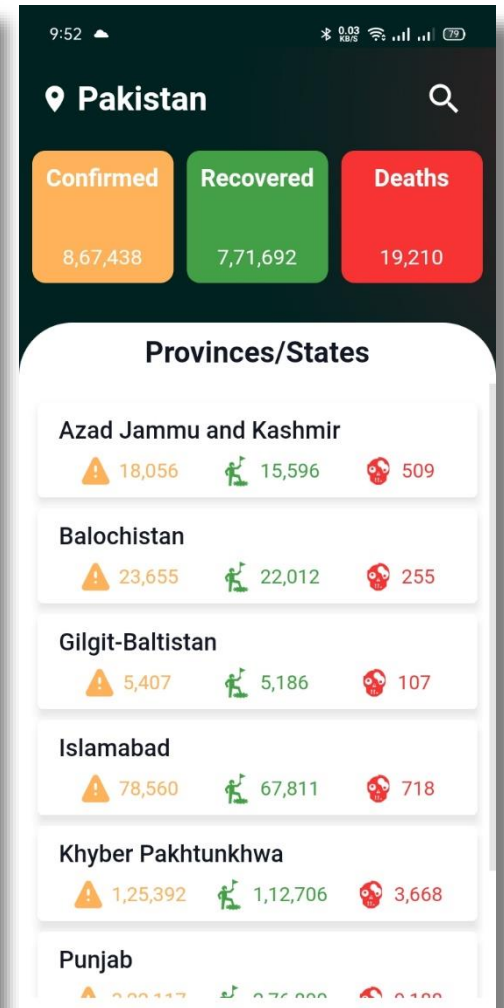 9:52
0.03
KB/S
79
Pakistan
Confirmed Recovered Deaths
8,67,438 7,71,692 19,210
Provinces/States
Azad Jammu and Kashmir
18,056 15,596 509
Balochistan
23,655 22,012 255
Gilgit-Baltistan
5,407 5,186 107
Islamabad
78,560 67,811 718
Khyber Pakhtunkhwa
1,25,392 1,12,706 3,668
Punjab